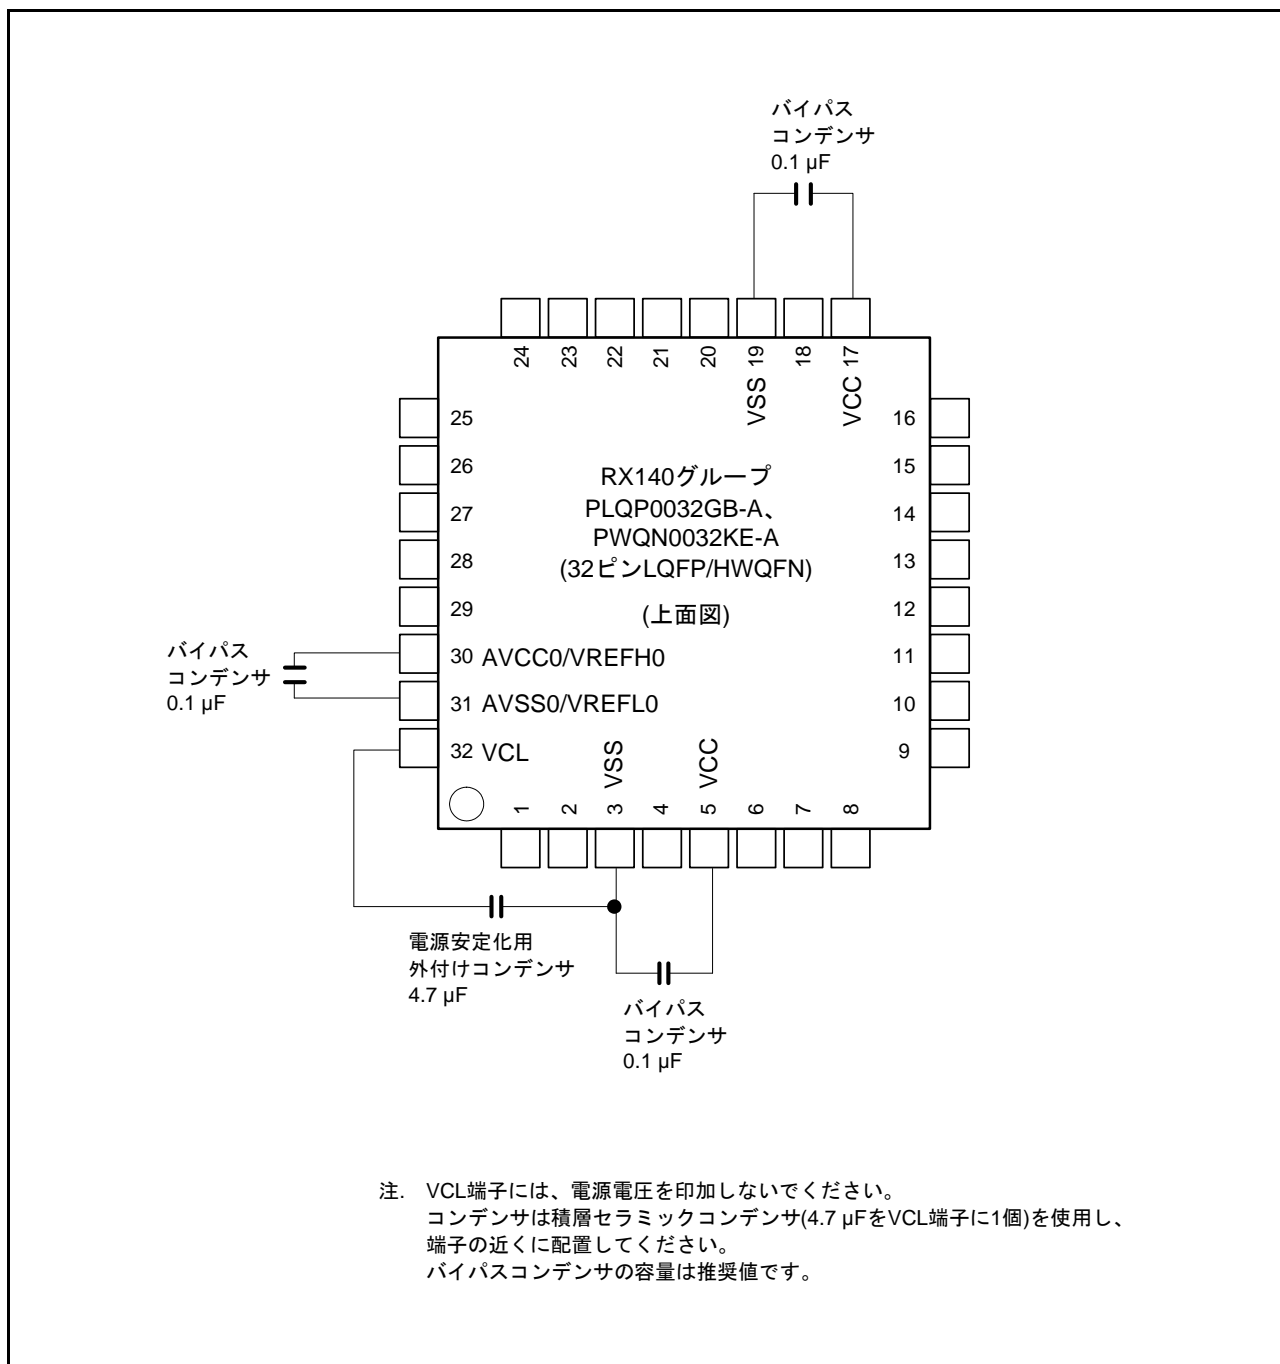 バイパス
コンデンサ
0.1 µF
24
23
22
21
20
VSS 19
18
VCC 17
25
26
27
28
29
30 AVCC0/VREFH0
31 AVSS0/VREFL0
32 VCL
16
15
14
13
12
11
10
9
RX140グループ
PLQP0032GB-A、
PWQN0032KE-A
(32ピンLQFP/HWQFN)
(上面図)
バイパス
コンデンサ
0.1 µF
1
2
3 VSS
4
5 VCC
6
7
8
電源安定化用
外付けコンデンサ
4.7 µF
バイパス
コンデンサ
0.1 µF
注. VCL端子には、電源電圧を印加しないでください。
コンデンサは積層セラミックコンデンサ(4.7 µFをVCL端子に1個)を使用し、
端子の近くに配置してください。
バイパスコンデンサの容量は推奨値です。